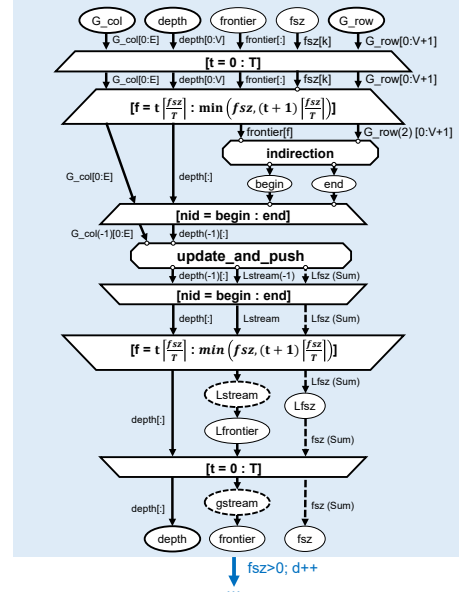 G_col depth frontier fsz G_row
G_col[0:E] depth[0:V] frontier[:] fsz[k] G_row[0:V+1]
[t = 0 : T]
G_col[0:E] depth[0:V] frontier[:] fsz[k] G_row[0:V+1]
[f = t ⌈fsz/T⌉ : min (fsz, (t + 1) ⌈fsz/T⌉)]
frontier[f] G_row(2) [0:V+1]
indirection
G_col[0:E] depth[:]
begin end
[nid = begin : end]
G_col(-1)[0:E] depth(-1)[:]
update_and_push
depth(-1)[:] Lstream(-1) Lfsz (Sum)
[nid = begin : end]
depth[:] Lstream Lfsz (Sum)
[f = t ⌈fsz/T⌉ : min (fsz, (t + 1) ⌈fsz/T⌉)]
Lfsz (Sum)
Lstream
Lfsz
depth[:]
Lfrontier
fsz (Sum)
[t = 0 : T]
gstream
depth[:] fsz (Sum)
depth frontier fsz
fsz>0; d++
...